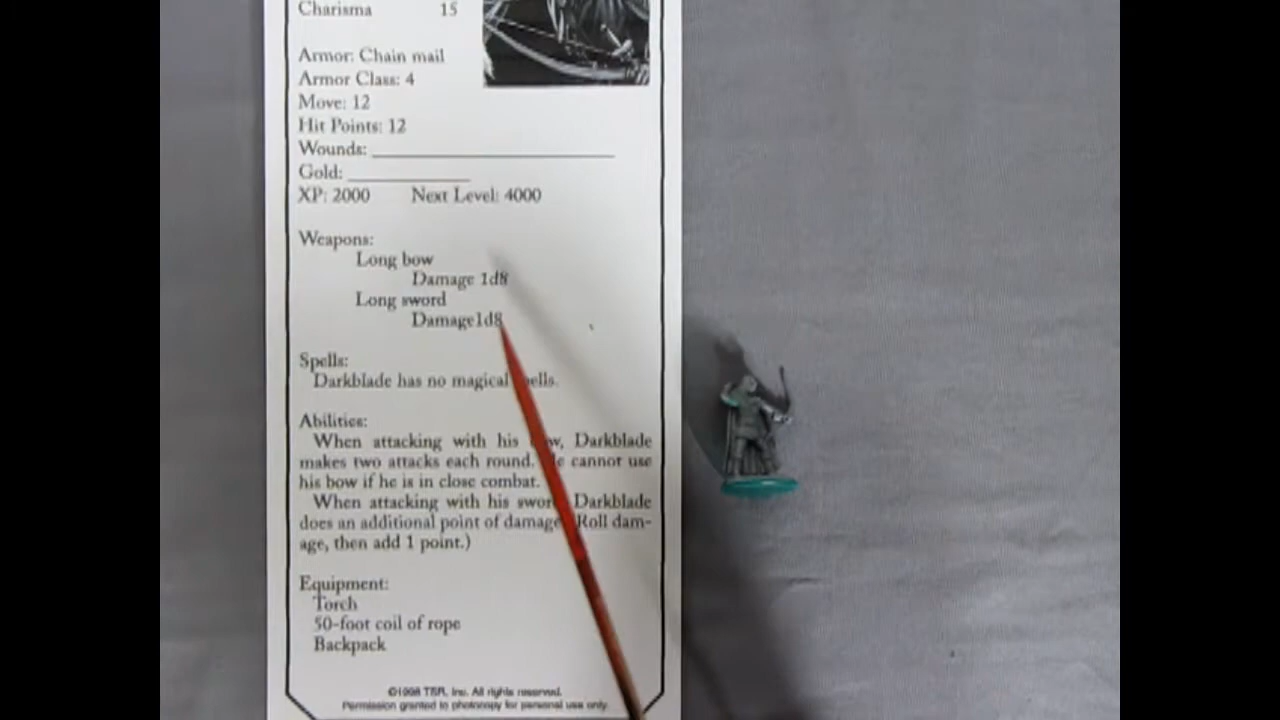 Charisma 15
Armor: Chain mail
Armor Class: 4
Move: 12
Hit Points: 12
Wounds:
Gold:
XP: 2000 Next Level: 4000
Weapons:
Long bow
Damage 1d8
Long sword
Damage1d8
Spells:
Darkblade has no magical spells.
Abilities:
When attacking with his bow, Darkblade
makes two attacks each round. He cannot use
his bow if he is in close combat.
When attacking with his sword, Darkblade
does an additional point of damage. (Roll dam-
age, then add 1 point.)
Equipment:
Torch
50-foot coil of rope
Backpack
TSR, Inc. All rights reserved.
Permission granted to photocopy for personal use only.